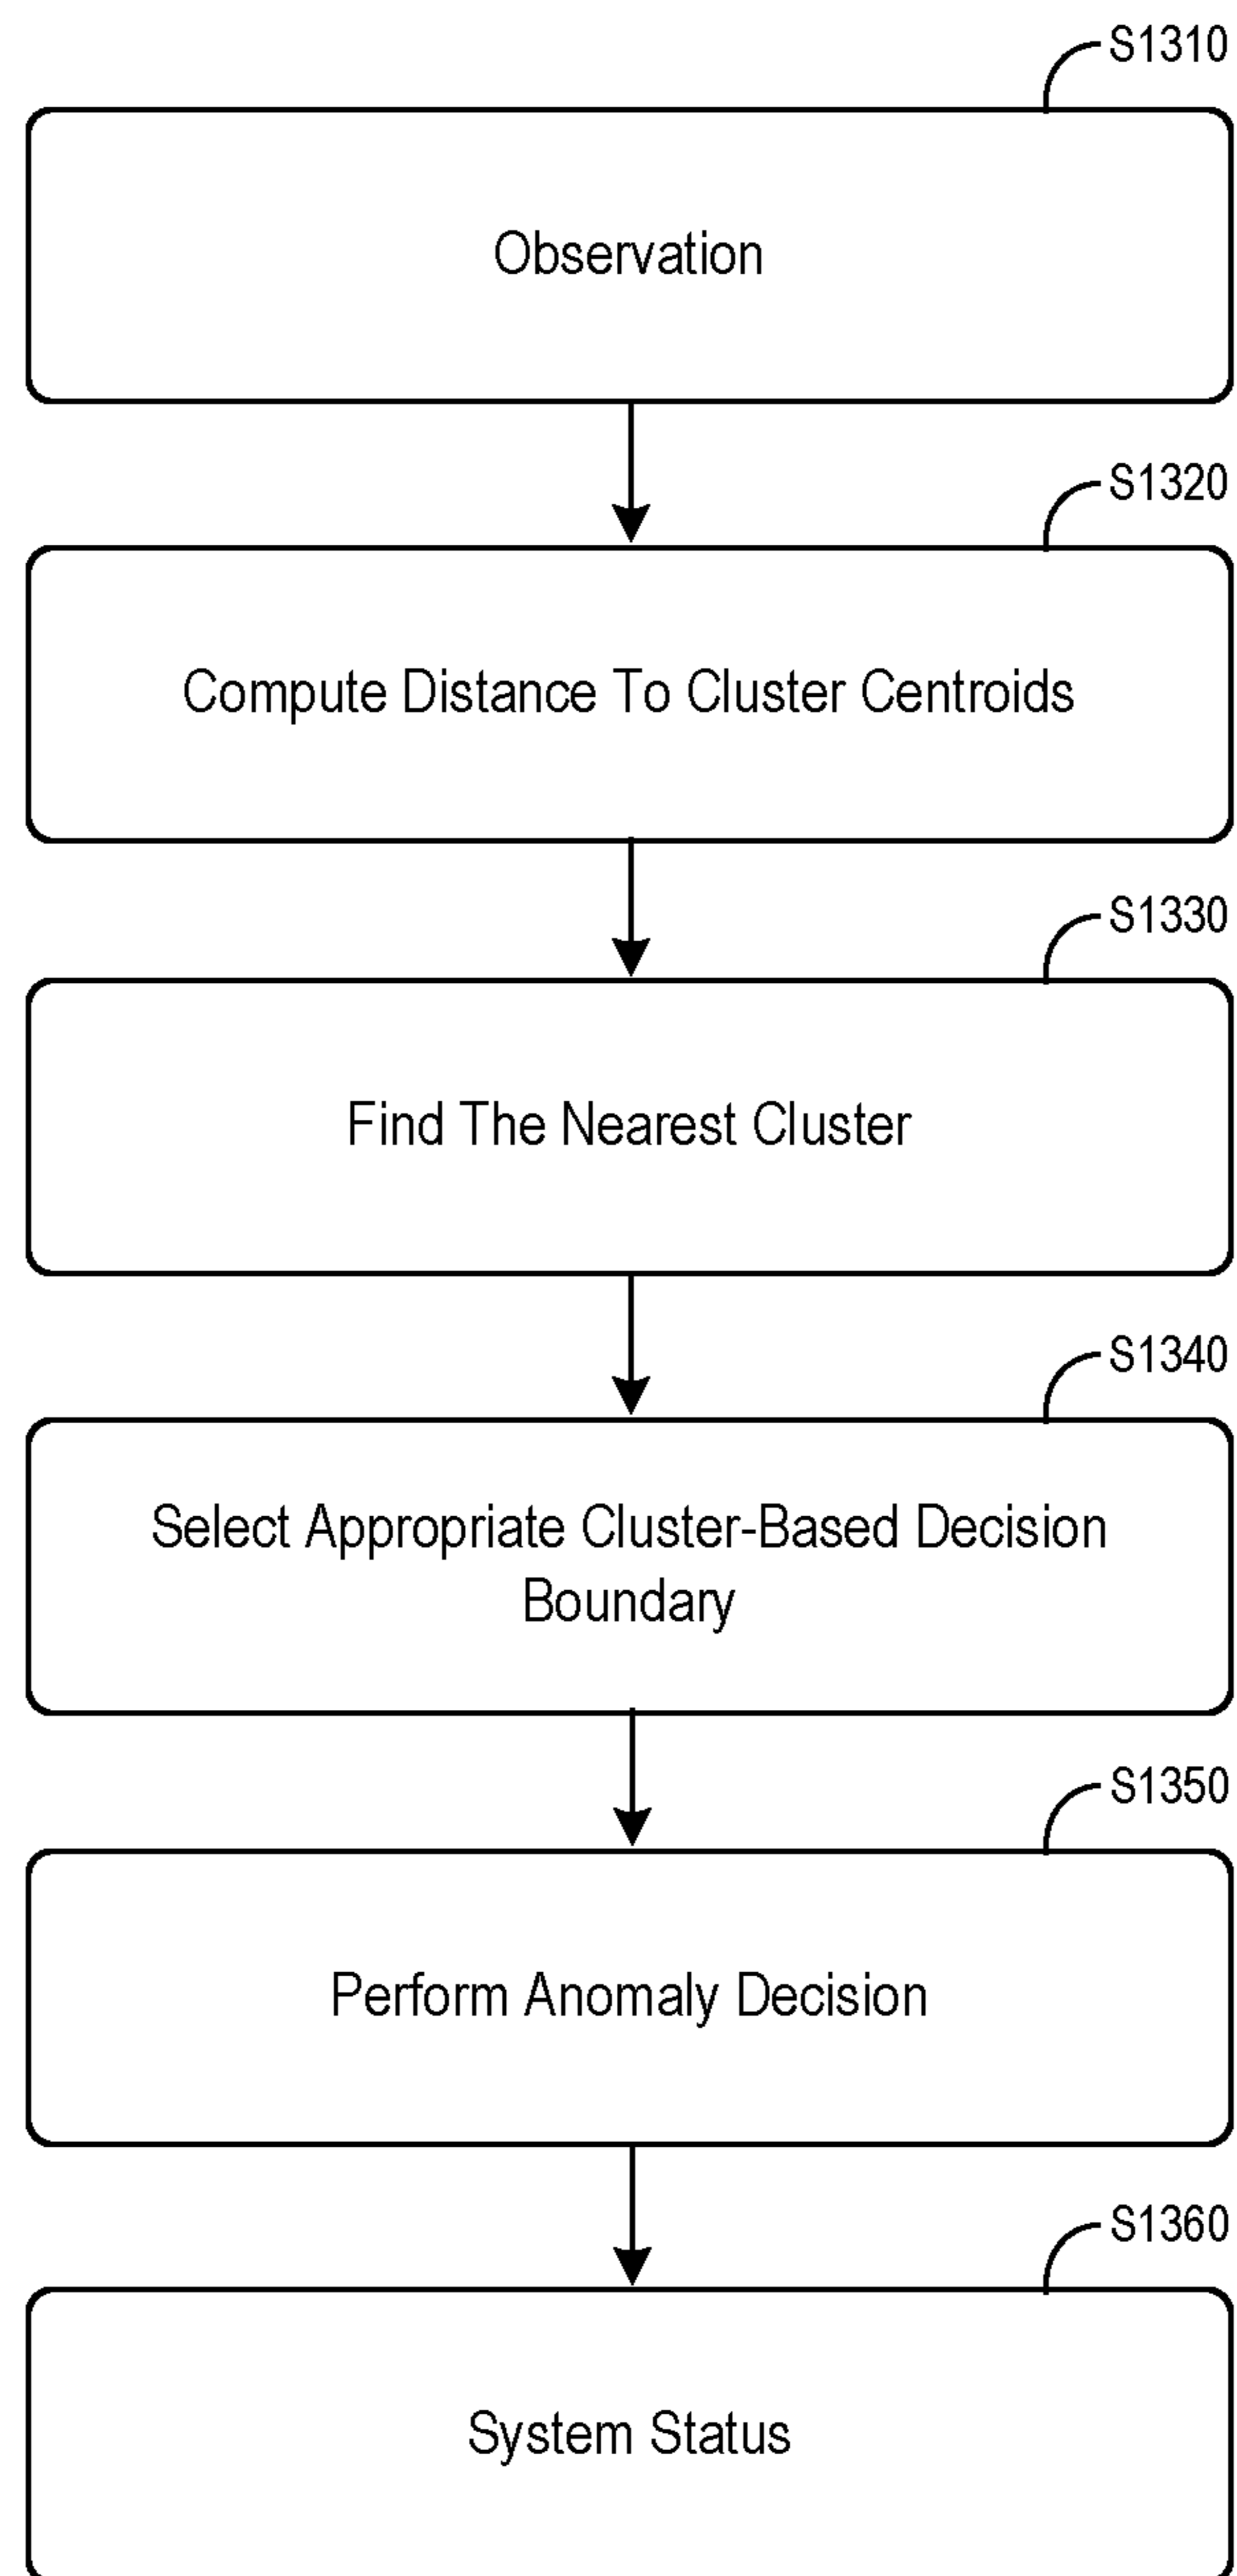 S1310
Observation
S1320
Compute Distance To Cluster Centroids
S1330
Find The Nearest Cluster
S1340
Select Appropriate Cluster-Based Decision
Boundary
S1350
Perform Anomaly Decision
S1360
System Status